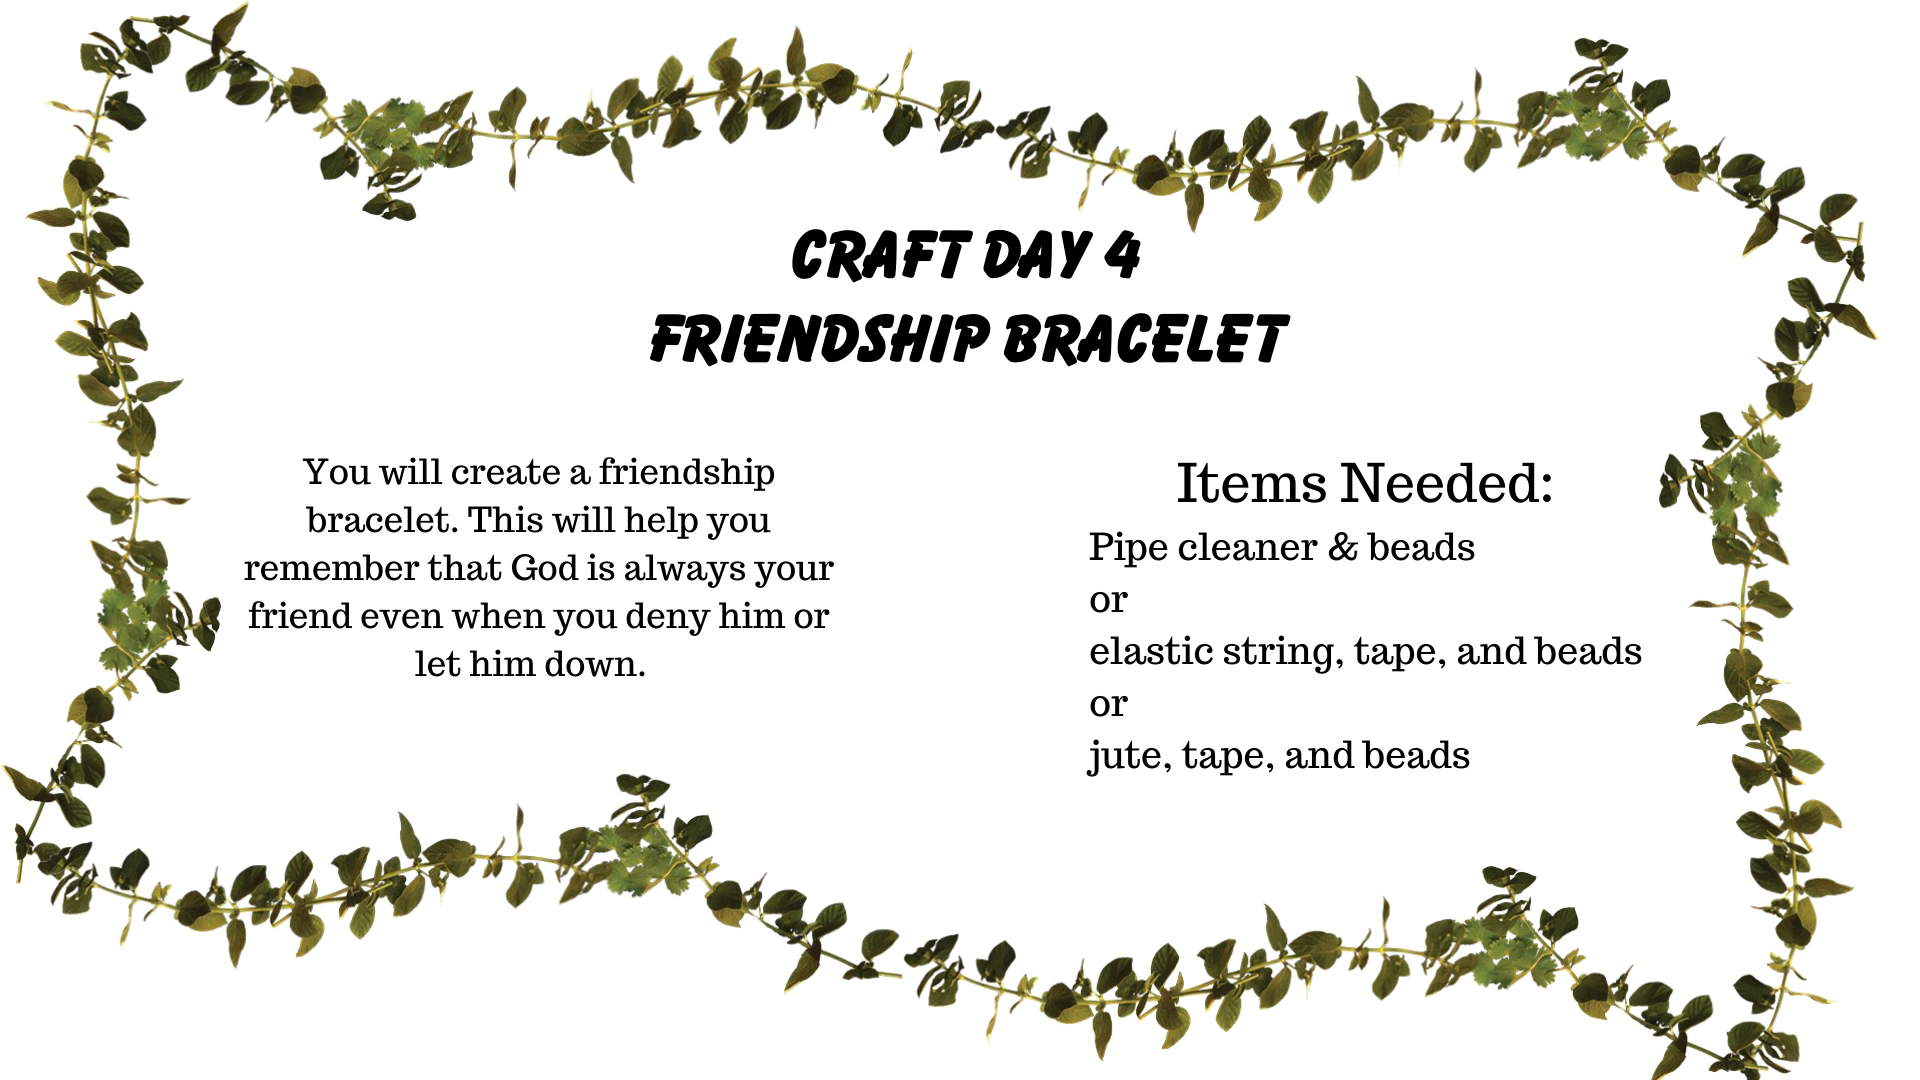 CRAFT DAY 4
FRIENDSHIP BRACELET
You will create a friendship
bracelet. This will help you
remember that God is always your
friend even when you deny him or
let him down.
Items Needed:
Pipe cleaner & beads
or
elastic string, tape, and beads
or
jute, tape, and beads